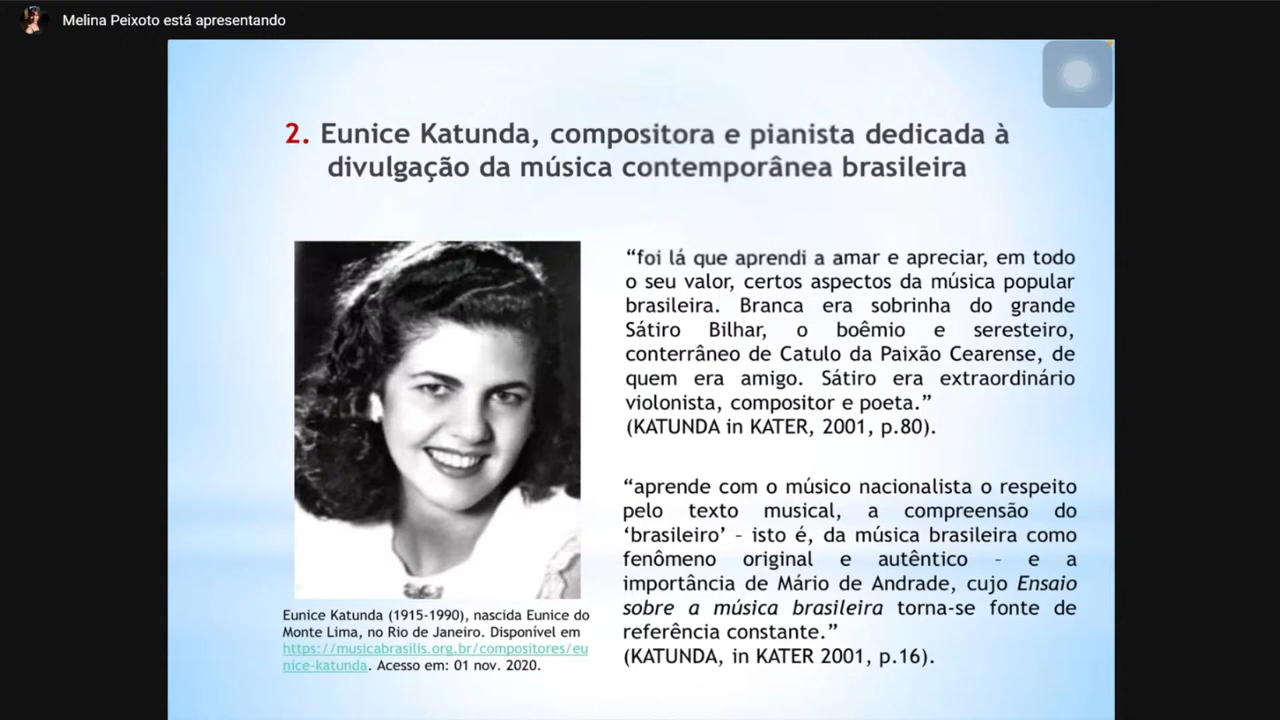 Melina Peixoto está apresentando
2. Eunice Katunda, compositora e pianista dedicada à
divulgação da música contemporânea brasileira
“foi lá que aprendi a amar e apreciar, em todo
o seu valor, certos aspectos da música popular
brasileira. Branca era sobrinha do grande
Sátiro Bilhar, o boêmio e seresteiro,
conterrâneo de Catulo da Paixão Cearense, de
quem era amigo. Sátiro era extraordinário
violonista, compositor e poeta.”
(KATUNDA in KATER, 2001, p.80).
“aprende com o músico nacionalista o respeito
pelo texto musical, a compreensão do
‘brasileiro’ – isto é, da música brasileira como
fenômeno original e autêntico – e a
importância de Mário de Andrade, cujo Ensaio
sobre a música brasileira torna-se fonte de
referência constante.”
(KATUNDA, in KATER 2001, p.16).
Eunice Katunda (1915-1990), nascida Eunice do
Monte Lima, no Rio de Janeiro. Disponível em
https://musicabrasilis.org.br/compositores/eu
nice-katunda. Acesso em: 01 nov. 2020.